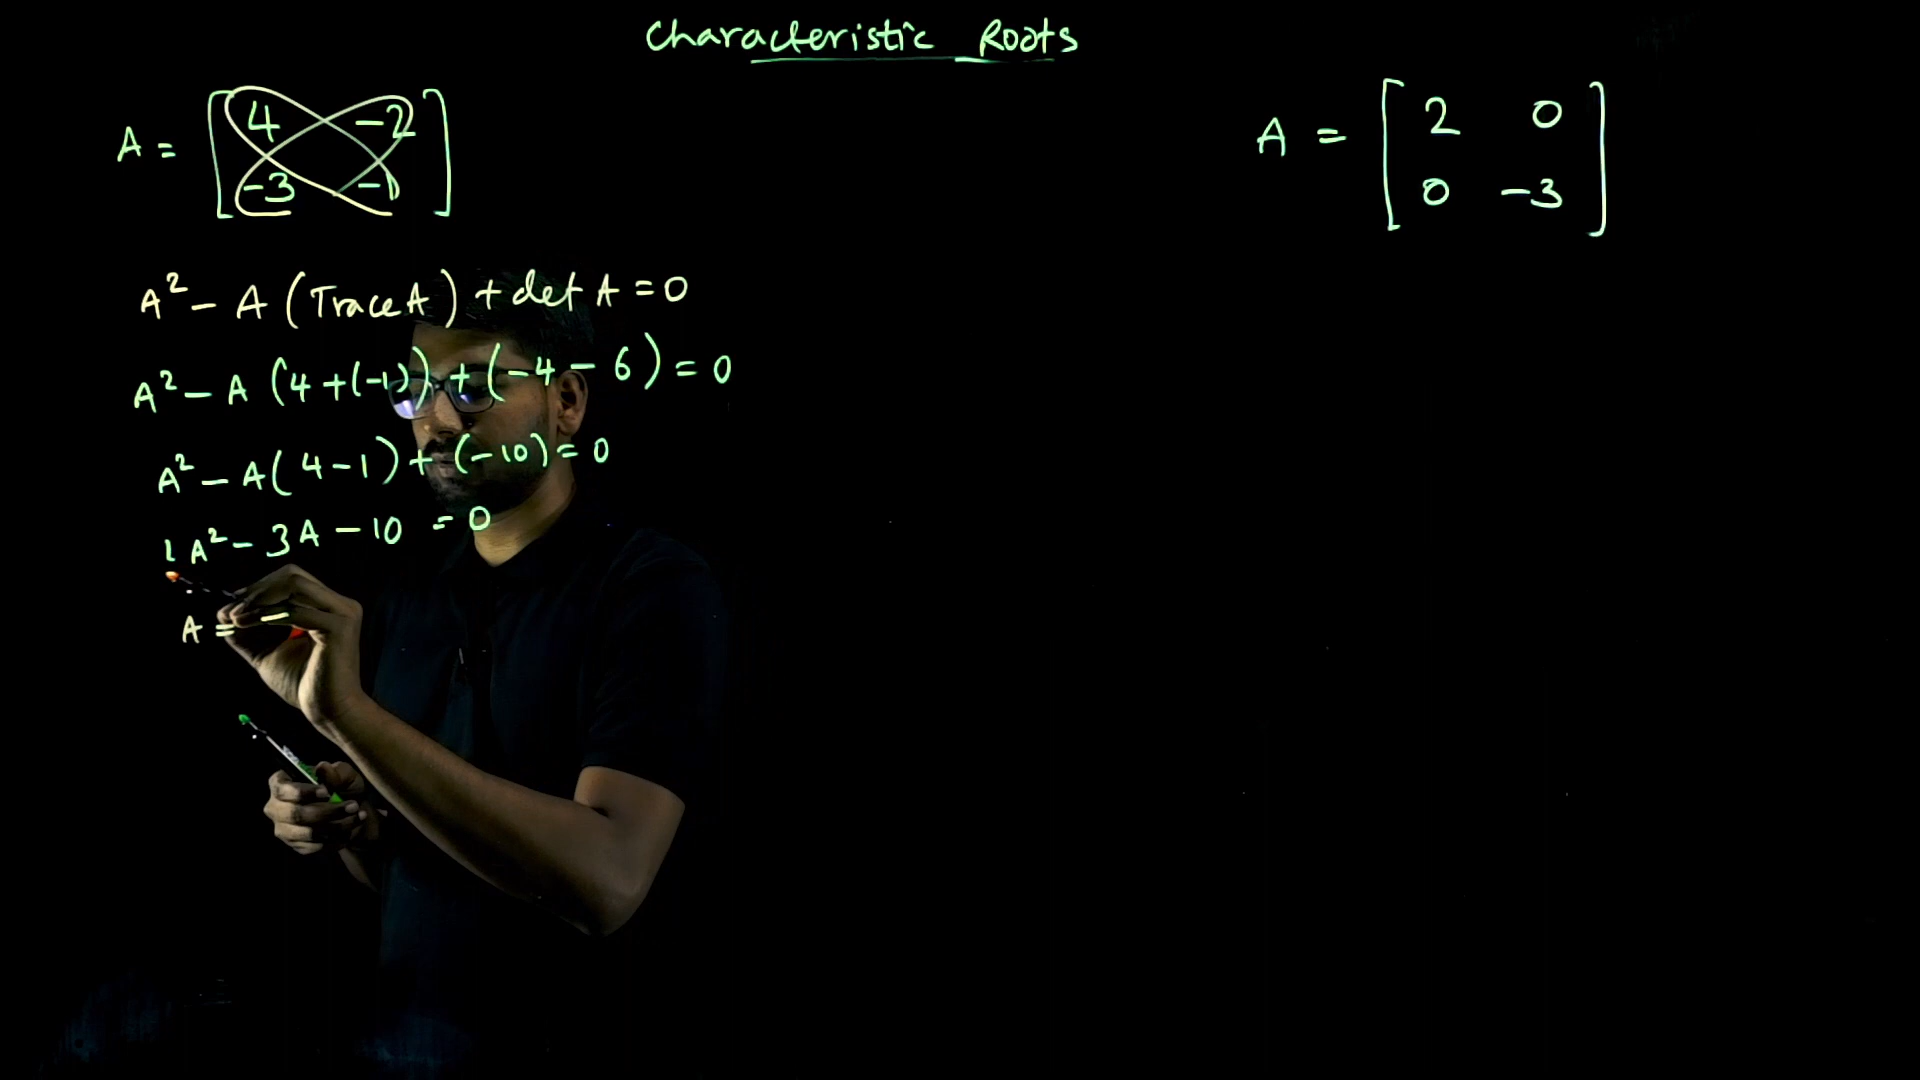 Characteristic Roots
A = [ 4 -2
-3 -1 ]
A² - A (Trace A) + det A = 0
A² - A (4 + (-1)) + (-4 - 6) = 0
A² - A (4 - 1) + (-10) = 0
1 A² - 3A - 10 = 0
A = -
A = [ 2 0
0 -3 ]